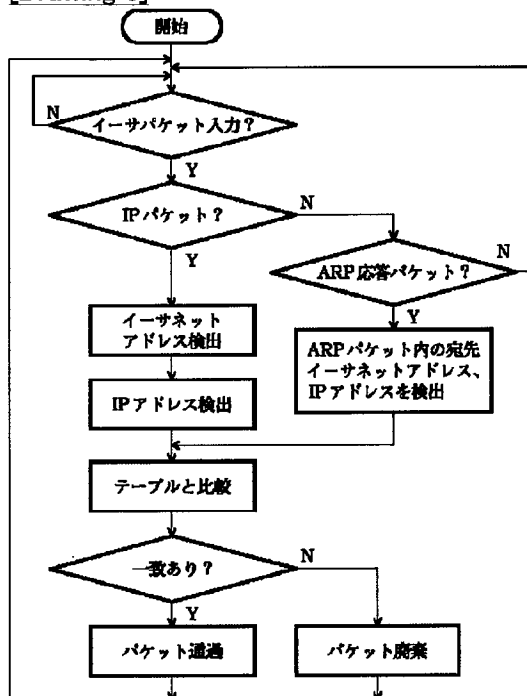 開始
イーサパケット入力？
N
Y
IPパケット？
N
Y
ARP応答パケット？
N
Y
イーサネット
アドレス検出
ARPパケット内の宛先
イーサネットアドレス、
IPアドレスを検出
IPアドレス検出
テーブルと比較
一致あり？
N
Y
パケット通過
パケット廃棄